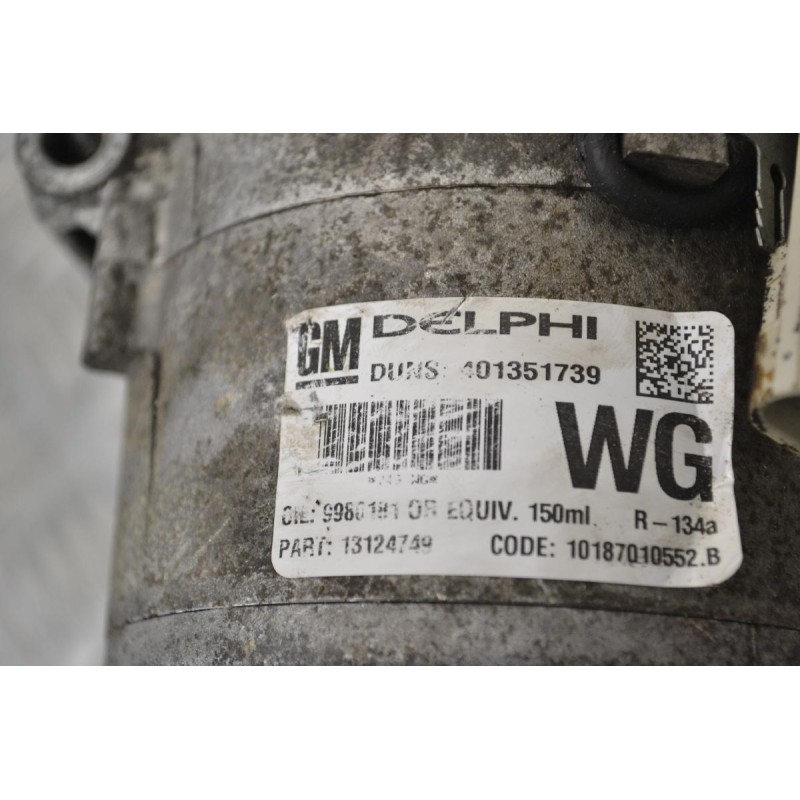 GM DELPHI
DUNS: 401351739
WG
OIL: 9986181 OR EQUIV. 150ml R-134a
PART: 13124749 CODE: 10187010552.B